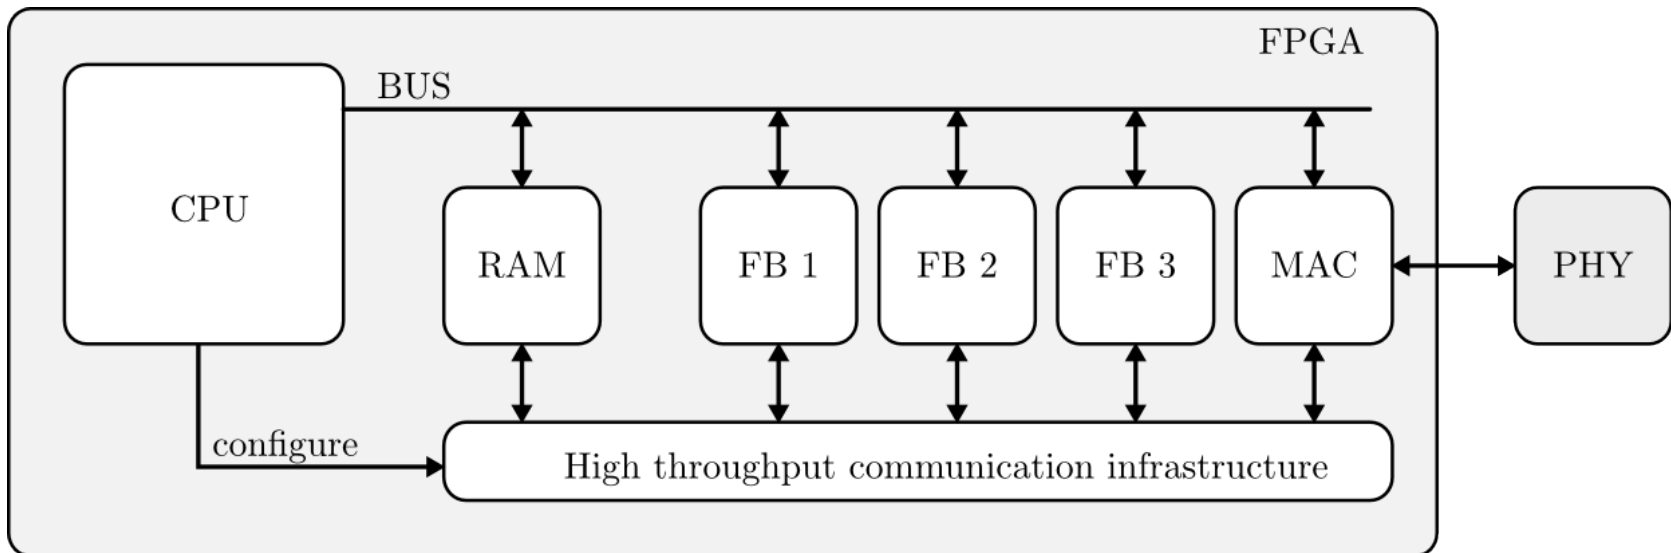 FPGA
BUS
CPU
RAM
FB 1
FB 2
FB 3
MAC
PHY
configure
High throughput communication infrastructure